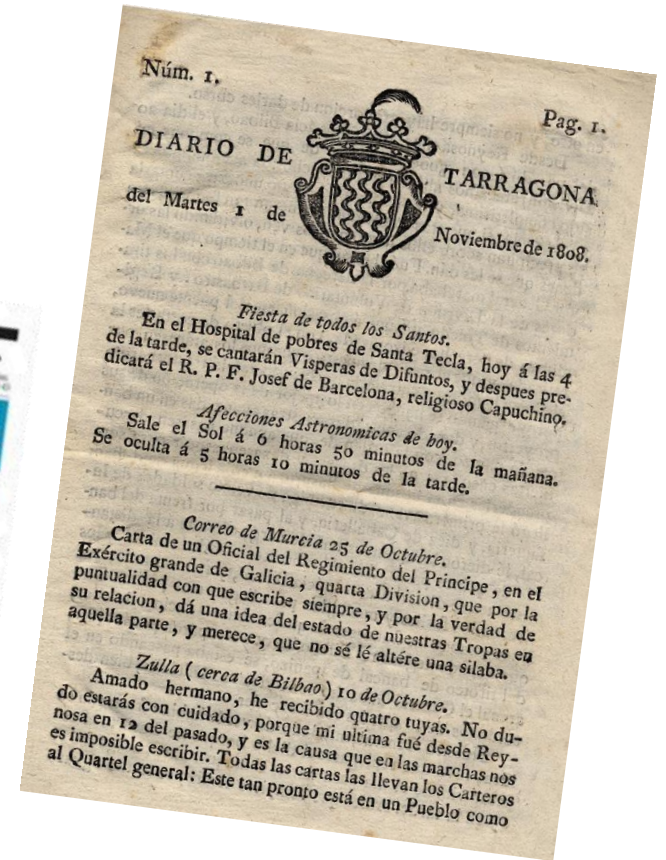 Núm. 1.
Pag. 1.
DIARIO DE TARRAGONA
del Martes 1 de Noviembre de 1808.
Fiesta de todos los Santos.
En el Hospital de pobres de Santa Tecla, hoy á las 4
de la tarde, se cantarán Visperas de Difuntos, y despues pre-
dicará el R. P. F. Josef de Barcelona, religioso Capuchino.
Afecciones Astronomicas de hoy.
Sale el Sol á 6 horas 50 minutos de la mañana.
Se oculta á 5 horas 10 minutos de la tarde.
Correo de Murcia 25 de Octubre.
Carta de un Oficial del Regimiento del Principe, en el
Exército grande de Galicia, quarta Division, que por la
puntualidad con que escribe siempre, y por la verdad de
su relacion, dá una idea del estado de nuestras Tropas en
aquella parte, y merece, que no sé lé altére una silaba.
Zulla (cerca de Bilbao) 10 de Octubre.
Amado hermano, he recibido quatro tuyas. No du-
do estarás con cuidado, porque mi ultima fué desde Rey-
nosa en 12 del pasado, y es la causa que en las marchas nos
es imposible escribir. Todas las cartas las llevan los Carteros
al Quartel general: Este tan pronto está en un Pueblo como